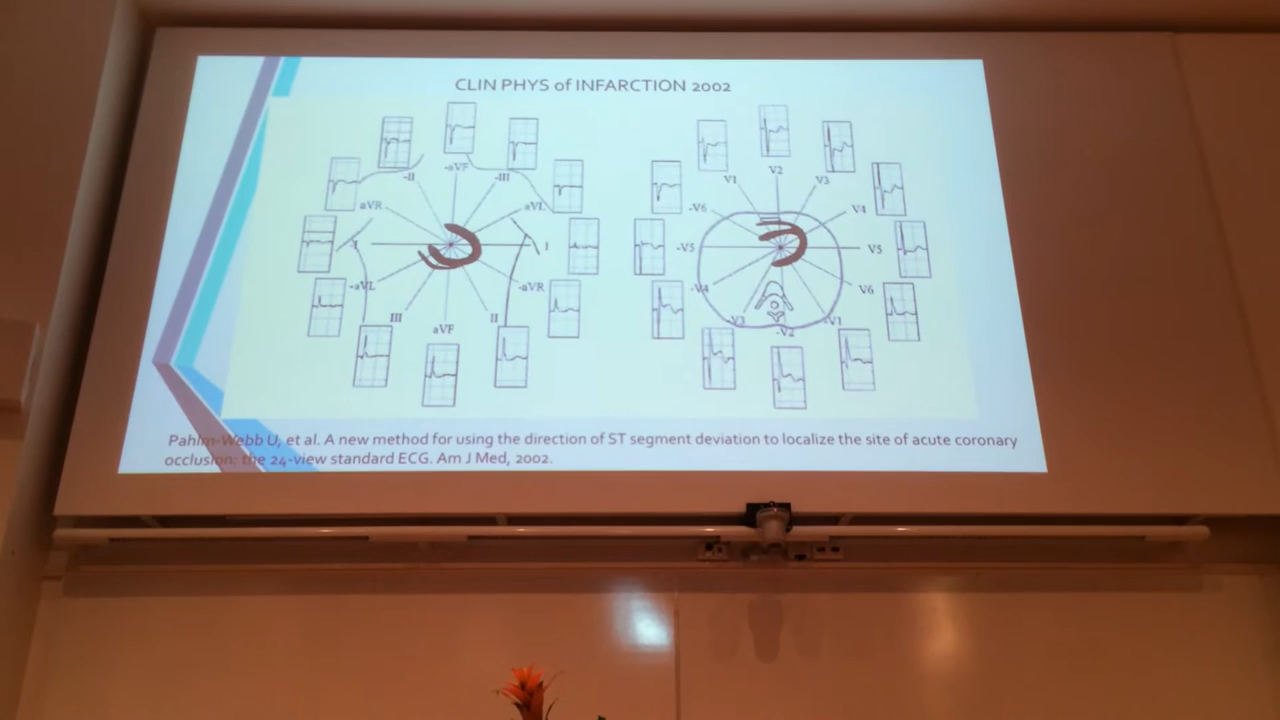 CLIN PHYS of INFARCTION 2002
-aVF
-II
-III
aVR
aVL
-I
I
-aVL
-aVR
III
II
aVF
V2
V1
V3
-V6
V4
-V5
V5
-V4
V6
-V3
-V1
-V2
Pahlm-Webb U, et al. A new method for using the direction of ST segment deviation to localize the site of acute coronary
occlusion: the 24-view standard ECG. Am J Med, 2002.